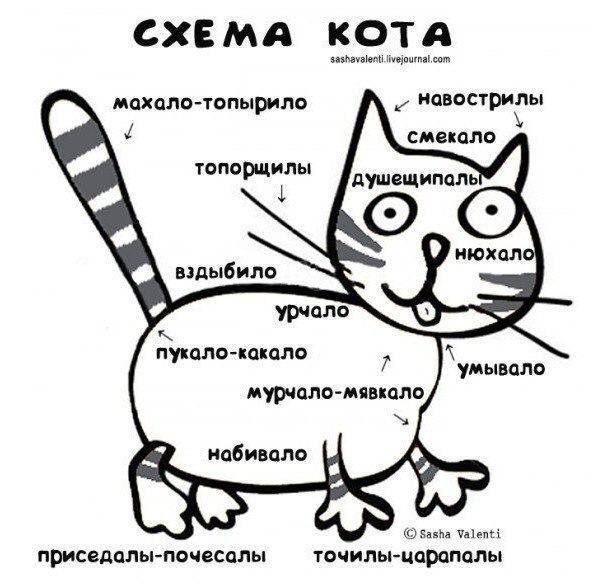 СХЕМА КОТА
sashavalenti.livejournal.com
махало-топырило
навострилы
смекало
топорщилы
душещипалы
нюхало
вздыбило
урчало
пукало-какало
умывало
мурчало-мявкало
набивало
© Sasha Valenti
приседалы-почесалы
точилы-царапалы